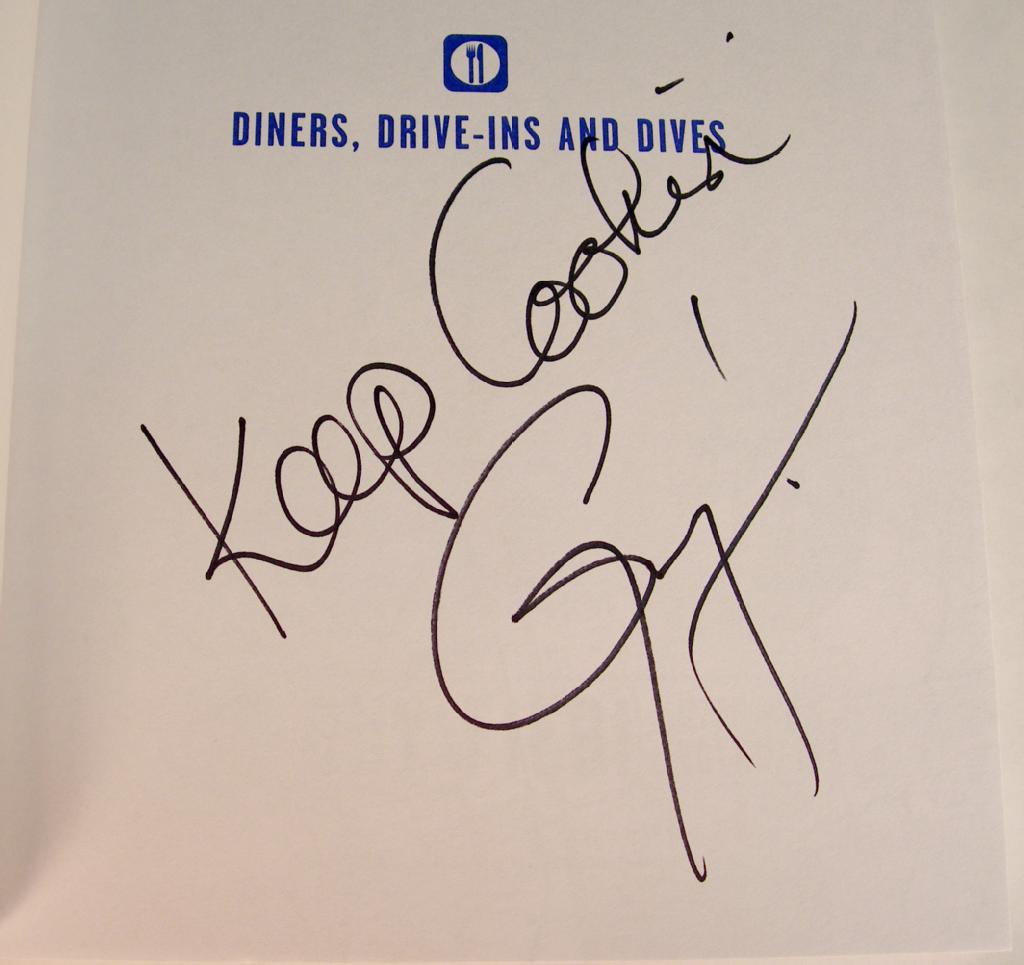 DINERS, DRIVE-INS AND DIVES
Keep Cookin'